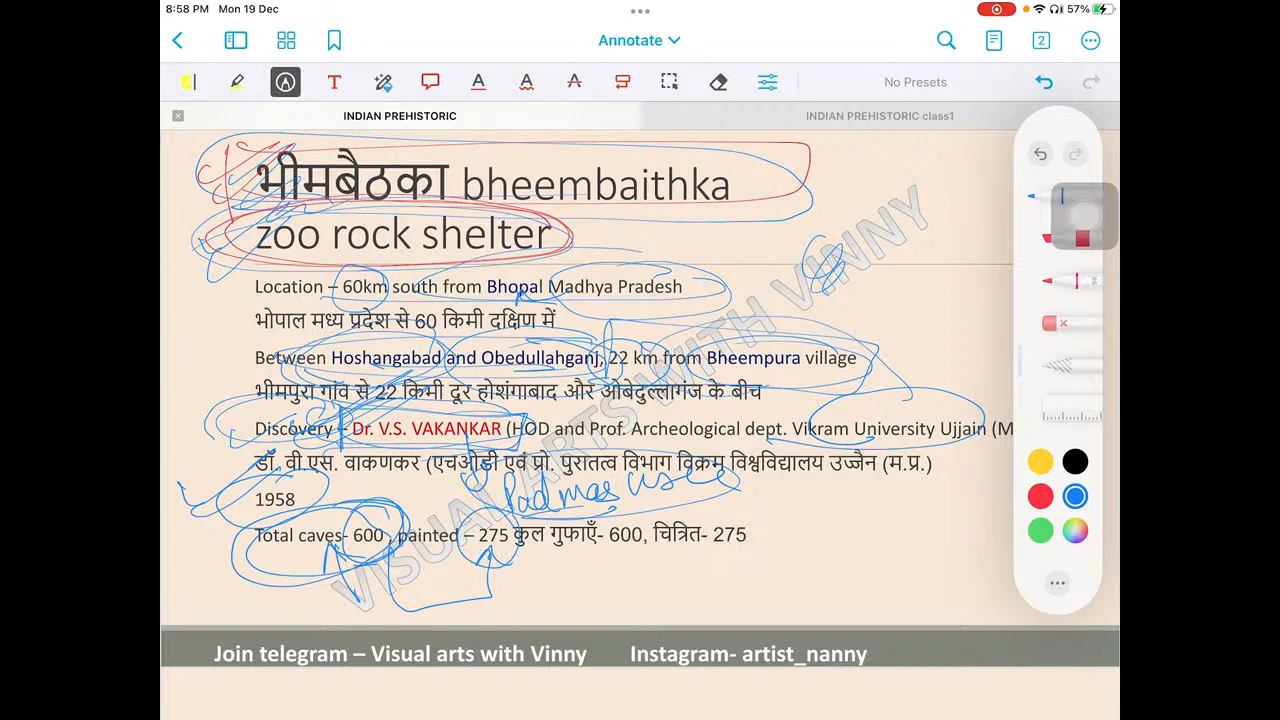 8:58 PM Mon 19 Dec
57%
Annotate
2
T
A
A
A
No Presets
INDIAN PREHISTORIC
INDIAN PREHISTORIC class1
भीमबैठका bheembaithka
zoo rock shelter
Location – 60km south from Bhopal Madhya Pradesh
भोपाल मध्य प्रदेश से 60 किमी दक्षिण में
Between Hoshangabad and Obedullahganj, 22 km from Bheempura village
भीमपुरा गांव से 22 किमी दूर होशंगाबाद और ओबेदुल्लागंज के बीच
Discovery – Dr. V.S. VAKANKAR (HOD and Prof. Archeological dept. Vikram University Ujjain (M
डॉ. वी.एस. वाकणकर (एचओडी एवं प्रो. पुरातत्व विभाग विक्रम विश्वविद्यालय उज्जैन (म.प्र.)
1958
Total caves- 600 , painted – 275 कुल गुफाएँ- 600, चित्रित- 275
VISUAL ARTS WITH VINNY
Join telegram – Visual arts with Vinny Instagram- artist_nanny